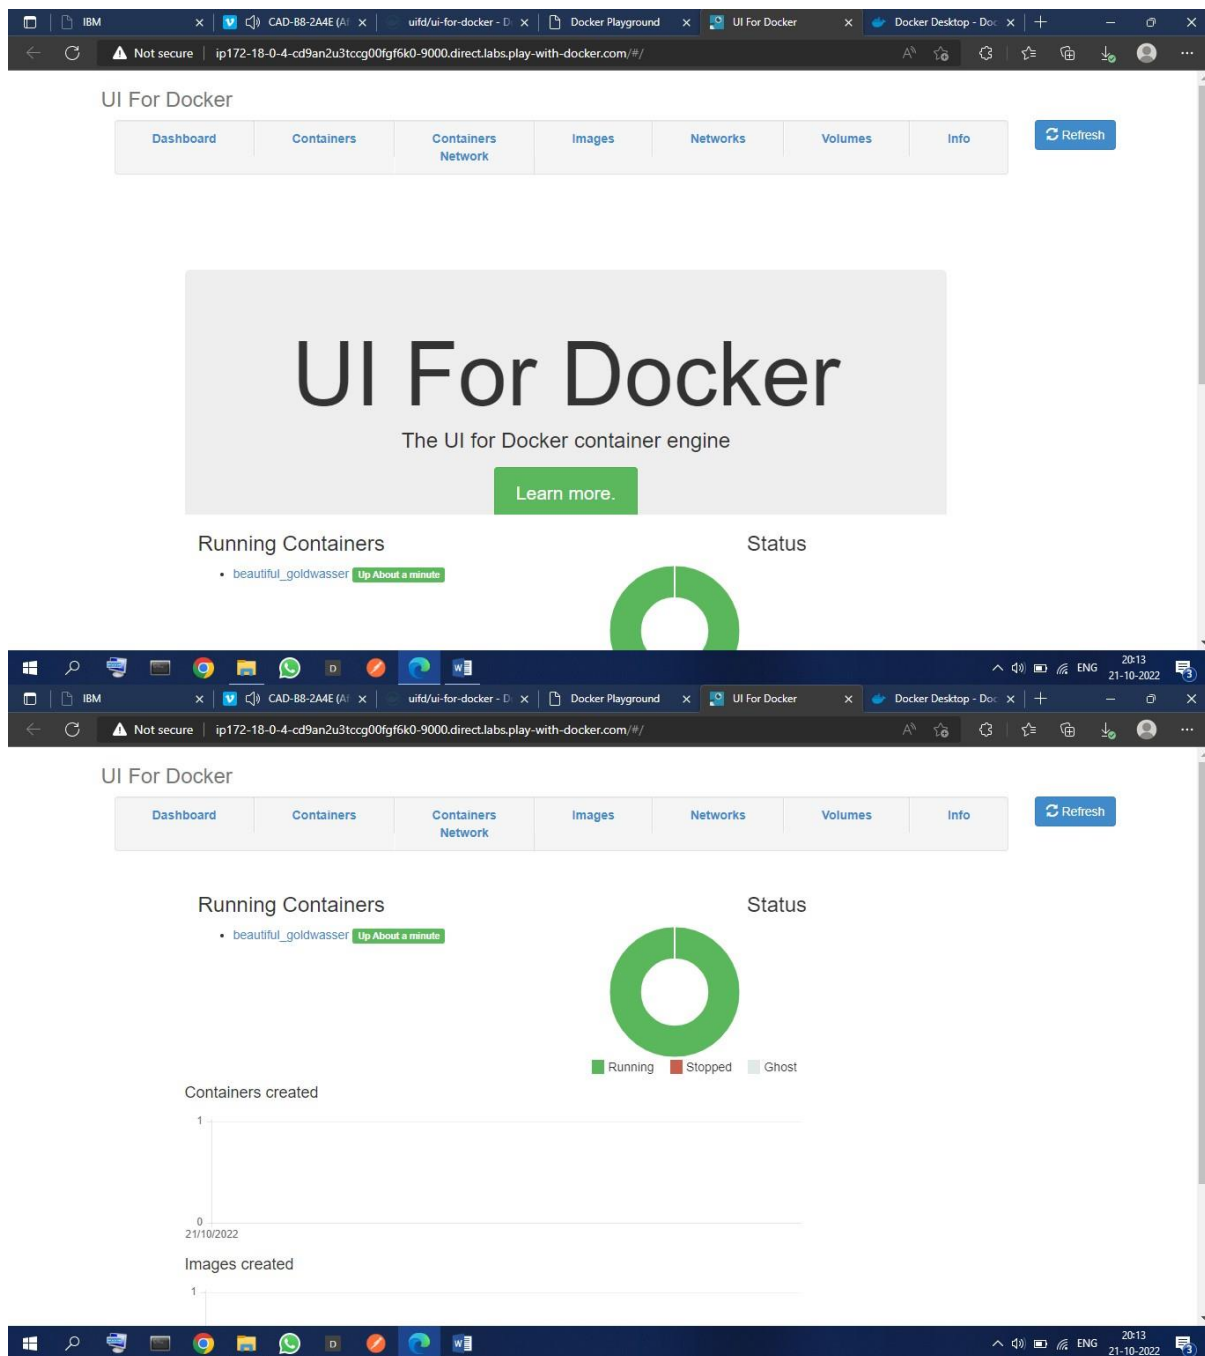 IBM
CAD-B8-2A4E (Af
uifd/ui-for-docker - D
Docker Playground
UI For Docker
Docker Desktop - Doc
Not secure
ip172-18-0-4-cd9an2u3tccg00fgf6k0-9000.direct.labs.play-with-docker.com/#/
UI For Docker
Dashboard
Containers
Containers
Network
Images
Networks
Volumes
Info
Refresh
UI For Docker
The UI for Docker container engine
Learn more.
Running Containers
beautiful_goldwasser Up About a minute
Status
ENG
20:13
21-10-2022
3
IBM
CAD-B8-2A4E (Af
uifd/ui-for-docker - D
Docker Playground
UI For Docker
Docker Desktop - Doc
Not secure
ip172-18-0-4-cd9an2u3tccg00fgf6k0-9000.direct.labs.play-with-docker.com/#/
UI For Docker
Dashboard
Containers
Containers
Network
Images
Networks
Volumes
Info
Refresh
Running Containers
beautiful_goldwasser Up About a minute
Status
Running
Stopped
Ghost
Containers created
1
0
21/10/2022
Images created
1
ENG
20:13
21-10-2022
3